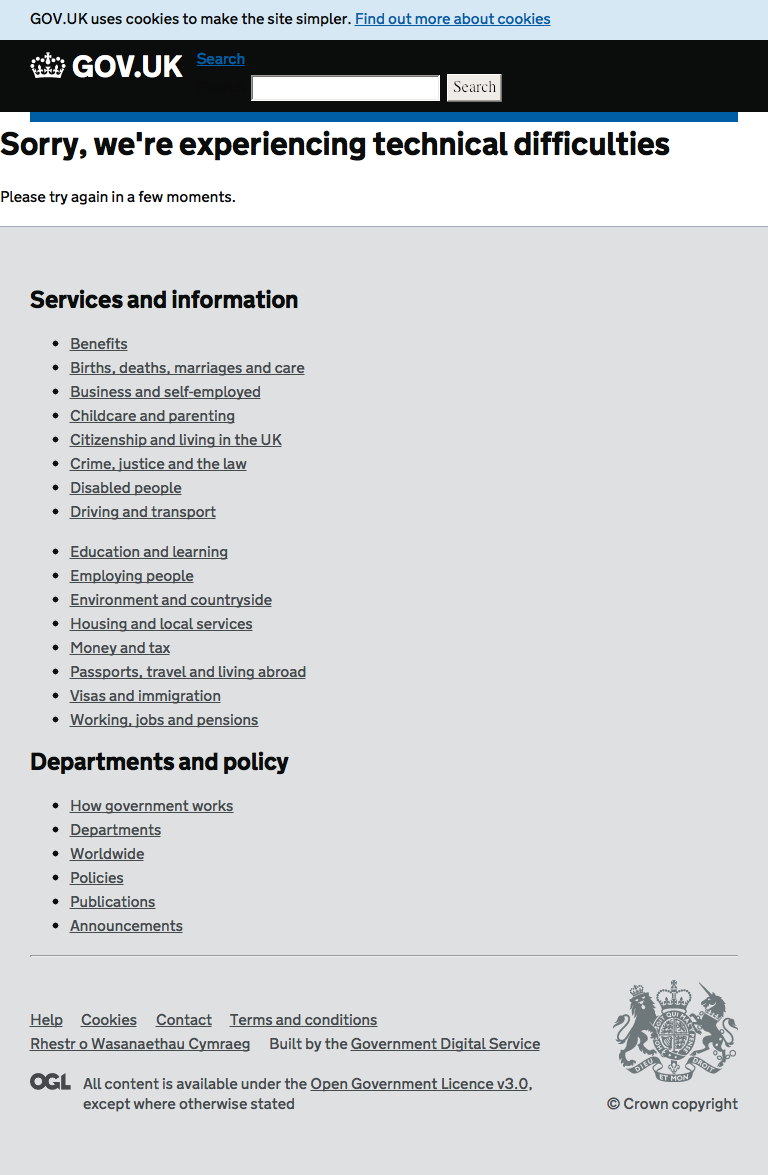 GOV.UK uses cookies to make the site simpler. Find out more about cookies
GOV.UK
Search
Search
Sorry, we're experiencing technical difficulties
Please try again in a few moments.
Services and information
Benefits
Births, deaths, marriages and care
Business and self-employed
Childcare and parenting
Citizenship and living in the UK
Crime, justice and the law
Disabled people
Driving and transport
Education and learning
Employing people
Environment and countryside
Housing and local services
Money and tax
Passports, travel and living abroad
Visas and immigration
Working, jobs and pensions
Departments and policy
How government works
Departments
Worldwide
Policies
Publications
Announcements
Help Cookies Contact Terms and conditions
Rhestr o Wasanaethau Cymraeg Built by the Government Digital Service
OGL
All content is available under the Open Government Licence v3.0,
except where otherwise stated
DIEU ET MON DROIT
© Crown copyright